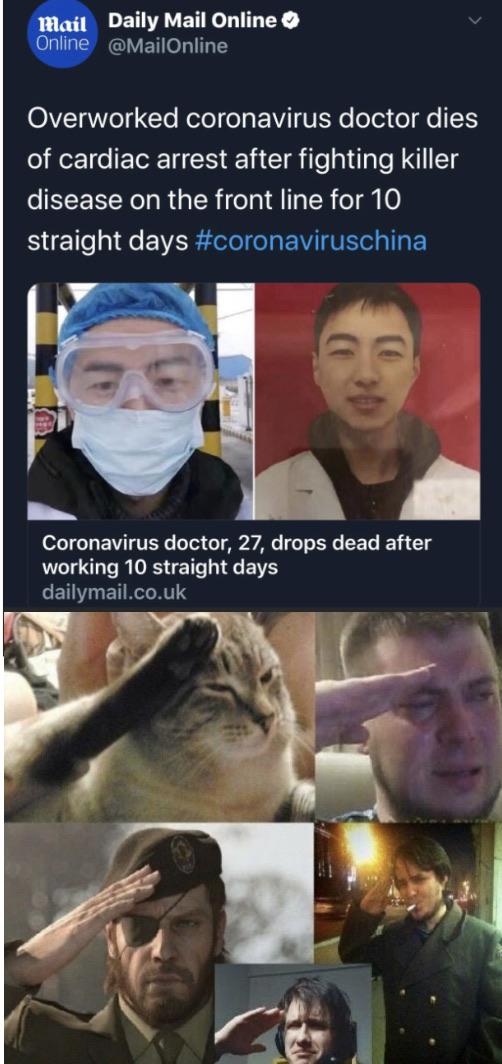 Mail
Online
Daily Mail Online
@MailOnline
Overworked coronavirus doctor dies
of cardiac arrest after fighting killer
disease on the front line for 10
straight days #coronaviruschina
Coronavirus doctor, 27, drops dead after
working 10 straight days
dailymail.co.uk